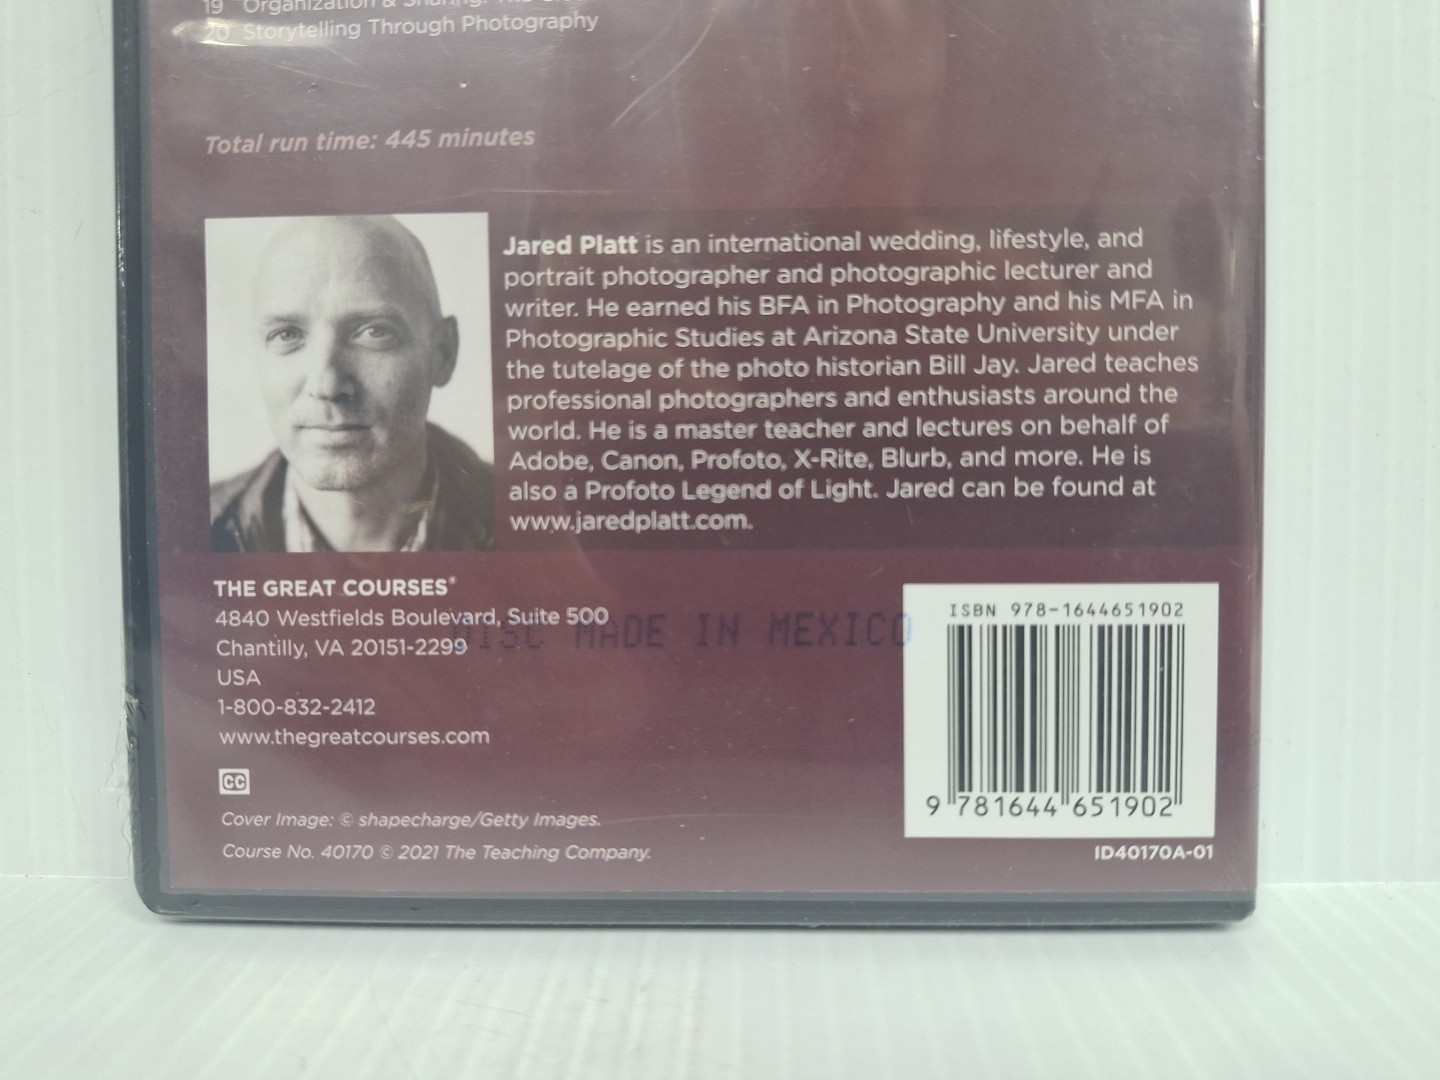 19 Organization & Sharing: The
20 Storytelling Through Photography
Total run time: 445 minutes
Jared Platt is an international wedding, lifestyle, and
portrait photographer and photographic lecturer and
writer. He earned his BFA in Photography and his MFA in
Photographic Studies at Arizona State University under
the tutelage of the photo historian Bill Jay. Jared teaches
professional photographers and enthusiasts around the
world. He is a master teacher and lectures on behalf of
Adobe, Canon, Profoto, X-Rite, Blurb, and more. He is
also a Profoto Legend of Light. Jared can be found at
www.jaredplatt.com.
THE GREAT COURSES®
4840 Westfields Boulevard, Suite 500
Chantilly, VA 20151-2299
USA
1-800-832-2412
www.thegreatcourses.com
DISC MADE IN MEXICO
ISBN 978-1644651902
9 781644 651902
CC
Cover Image: © shapecharge/Getty Images.
Course No. 40170 © 2021 The Teaching Company.
ID40170A-01